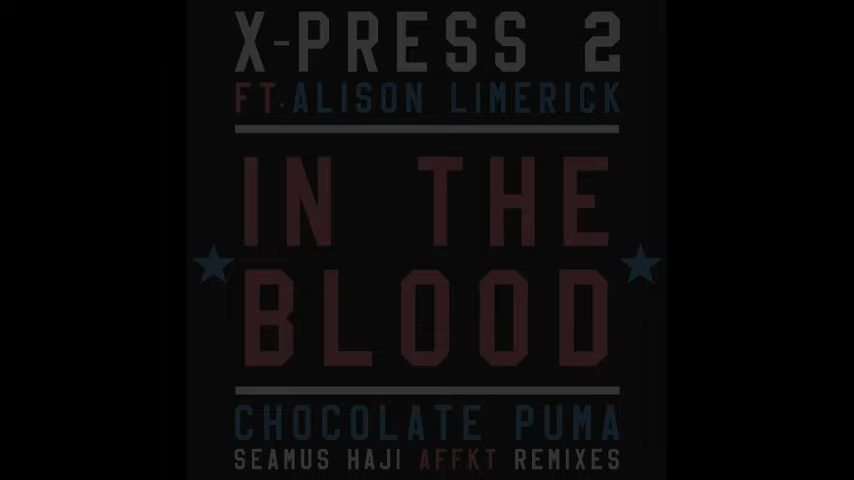 X-PRESS 2
FT. ALISON LIMERICK
IN THE
BLOOD
CHOCOLATE PUMA
SEAMUS HAJI AFFKT REMIXES